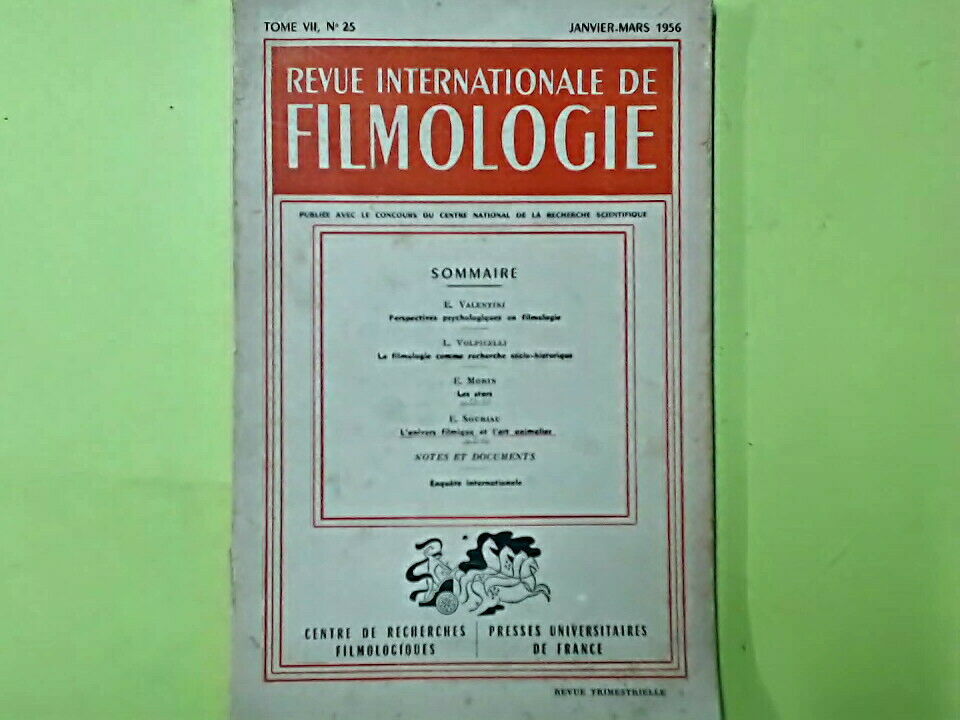 TOME VII, N° 25
JANVIER-MARS 1956
REVUE INTERNATIONALE DE
FILMOLOGIE
PUBLIÉE AVEC LE CONCOURS DU CENTRE NATIONAL DE LA RECHERCHE SCIENTIFIQUE
SOMMAIRE
E. VALENTINI
Perspectives psychologiques en filmologie
L. VOLPICELLI
La filmologie comme recherche socio-historique
E. MORIN
Les stars
E. SOURIAU
L'univers filmique et l'art animalier
NOTES ET DOCUMENTS
Enquête internationale
CENTRE DE RECHERCHES
FILMOLOGIQUES
PRESSES UNIVERSITAIRES
DE FRANCE
REVUE TRIMESTRIELLE